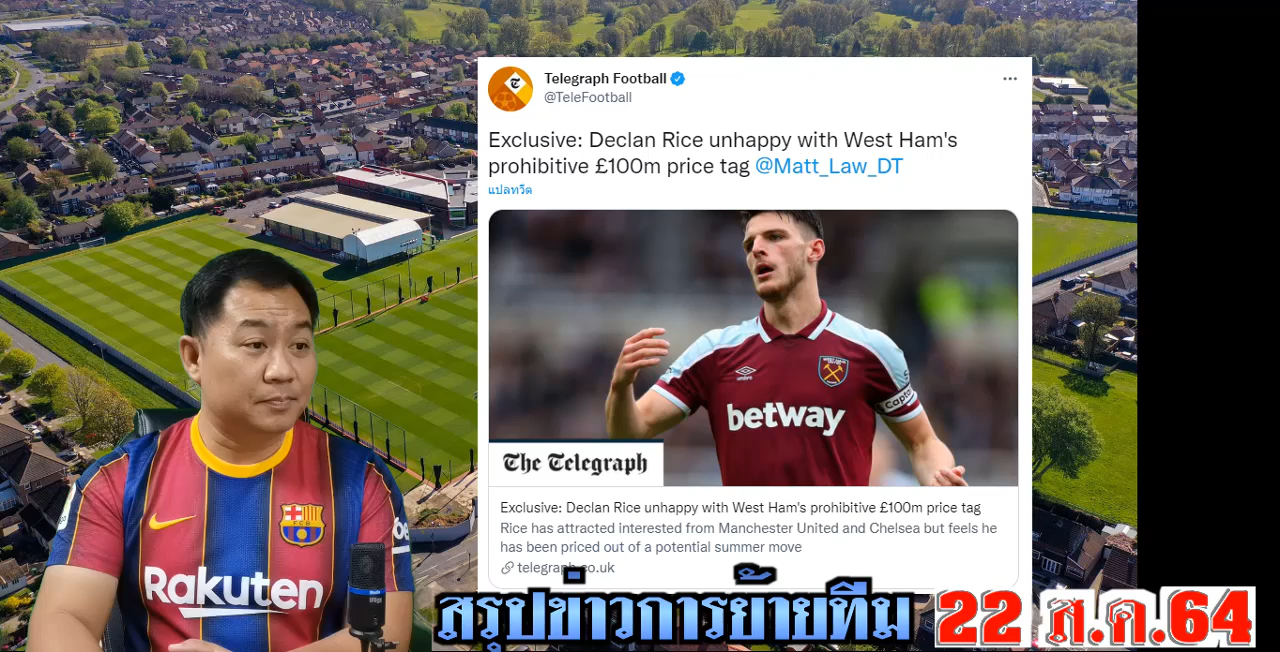 Telegraph Football
@TeleFootball
Exclusive: Declan Rice unhappy with West Ham's
prohibitive £100m price tag @Matt_Law_DT
แปลทวีต
betway
Captain
umbro
The Telegraph
Exclusive: Declan Rice unhappy with West Ham's prohibitive £100m price tag
Rice has attracted interested from Manchester United and Chelsea but feels he
has been priced out of a potential summer move
telegraph.co.uk
FCB
Rakuten
สรุปข่าวการย้ายทีม 22 ส.ค.64